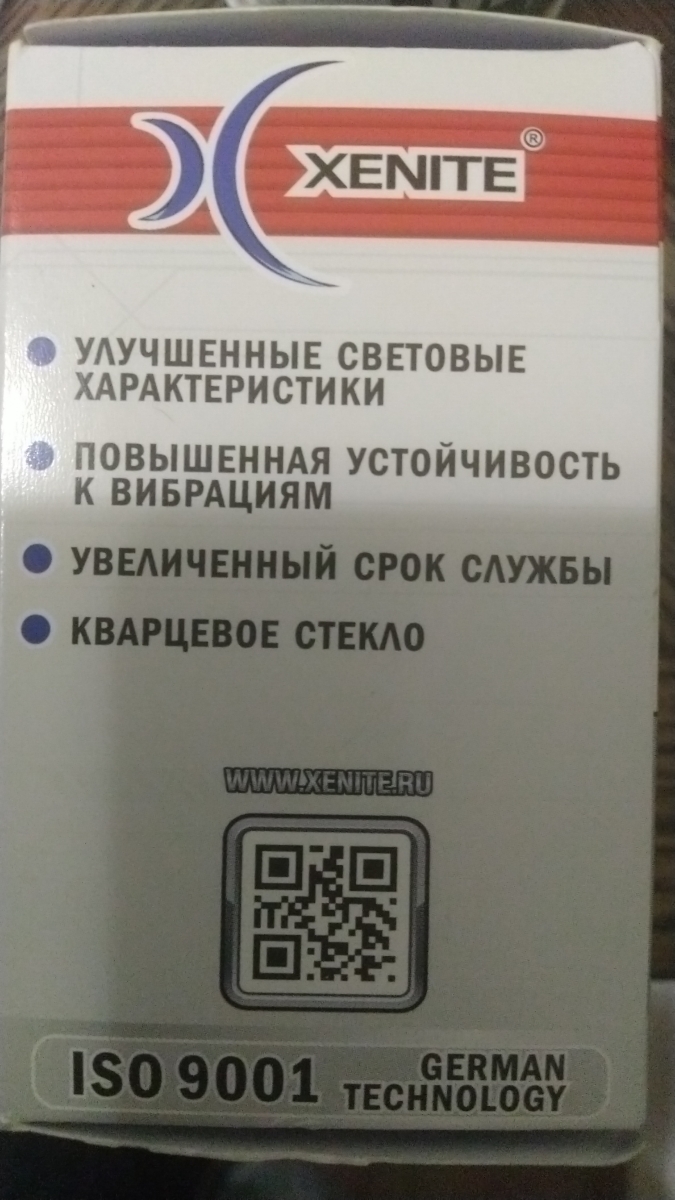 XENITE®
УЛУЧШЕННЫЕ СВЕТОВЫЕ
ХАРАКТЕРИСТИКИ
ПОВЫШЕННАЯ УСТОЙЧИВОСТЬ
К ВИБРАЦИЯМ
УВЕЛИЧЕННЫЙ СРОК СЛУЖБЫ
КВАРЦЕВОЕ СТЕКЛО
WWW.XENITE.RU
ISO 9001
GERMAN
TECHNOLOGY